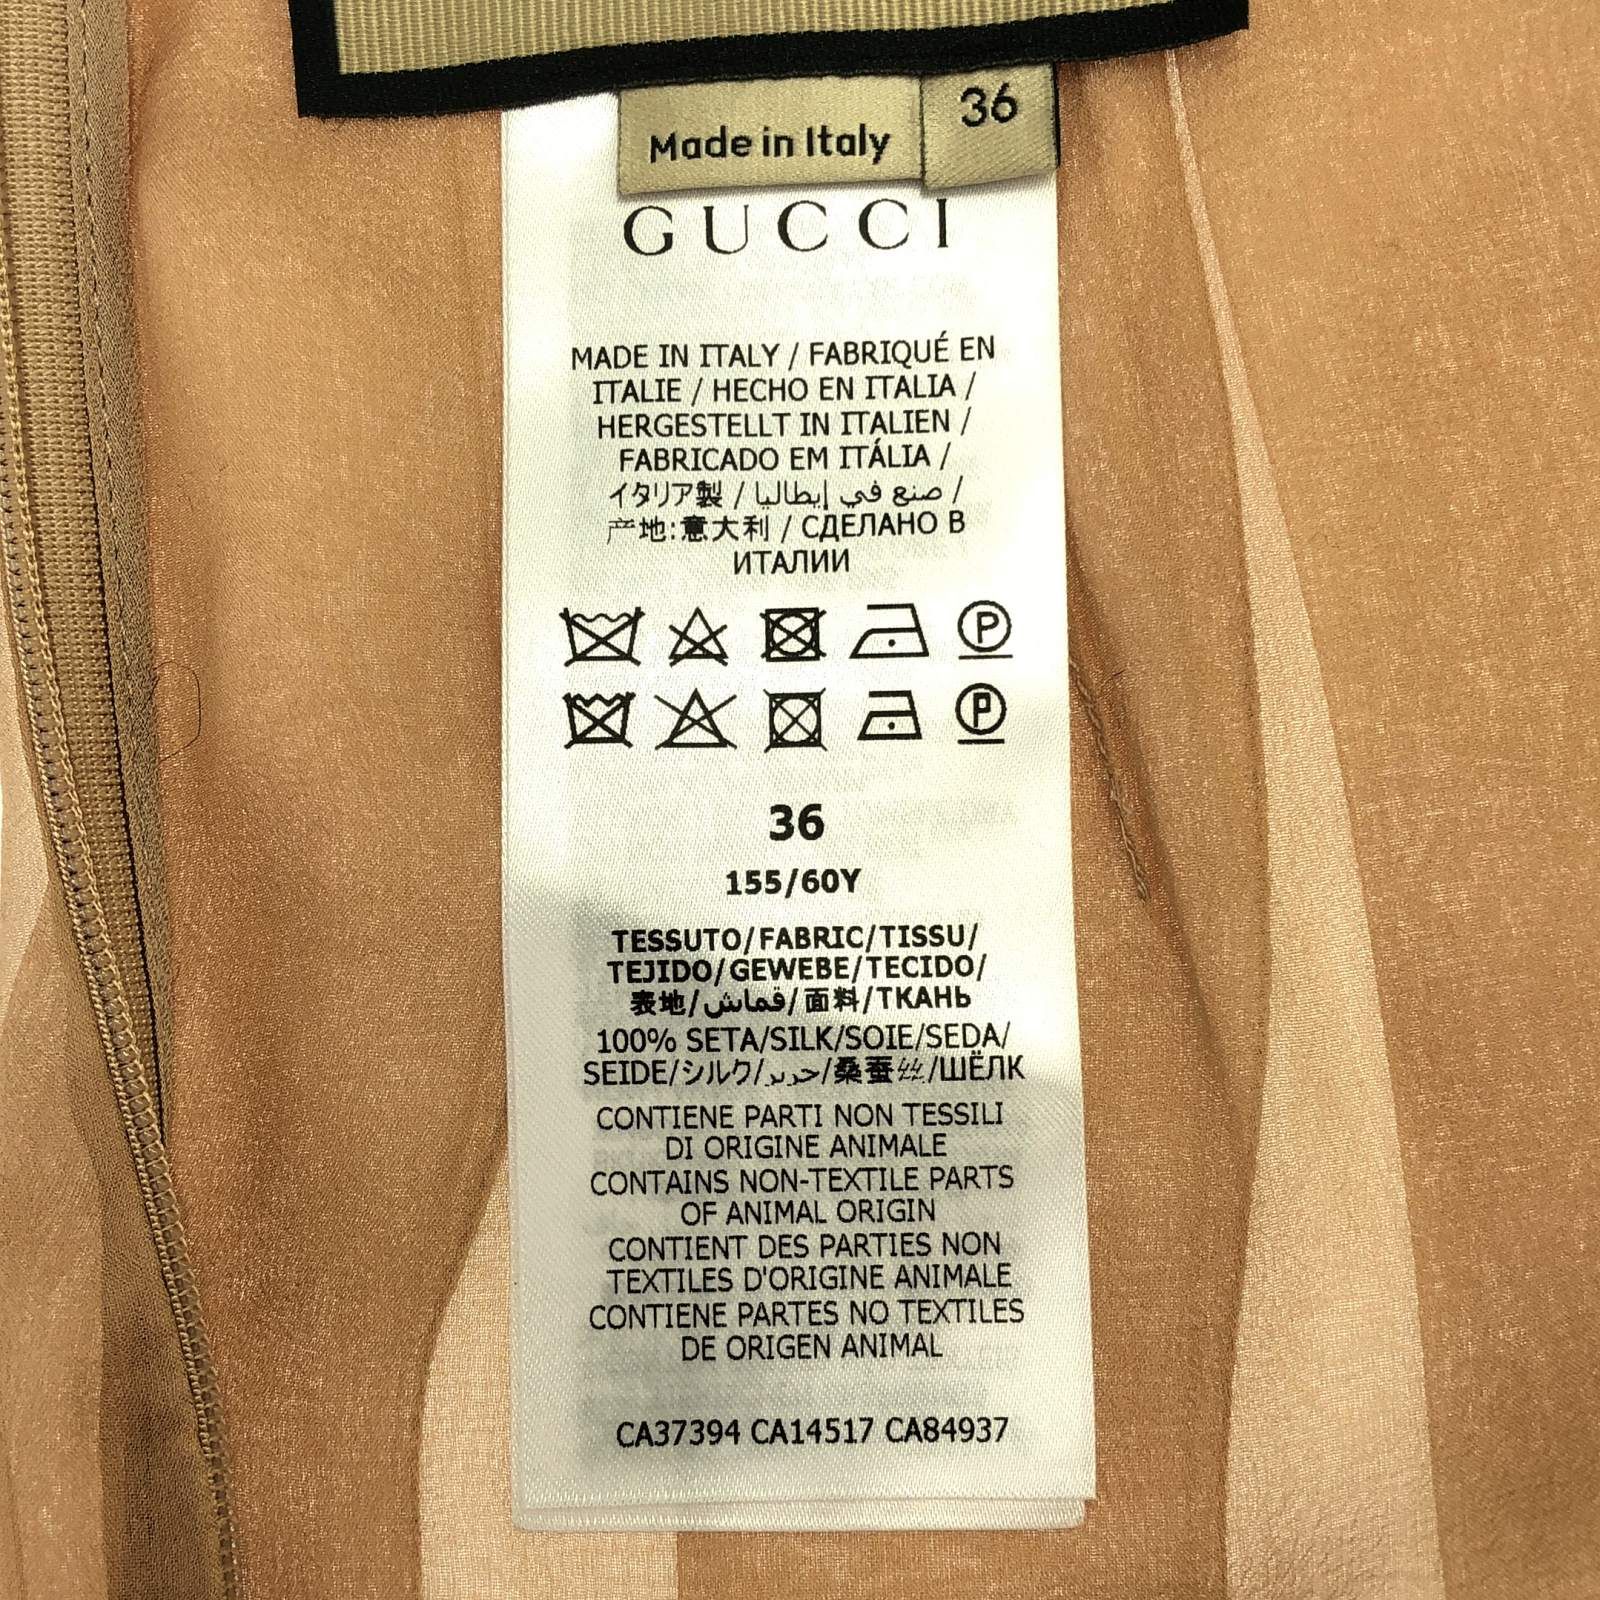 Made in Italy
36
GUCCI
MADE IN ITALY / FABRIQUÉ EN
ITALIE / HECHO EN ITALIA /
HERGESTELLT IN ITALIEN /
FABRICADO EM ITÁLIA /
イタリア製 / صنع في إيطاليا /
产地:意大利 / СДЕЛАНО В
ИТАЛИИ
P
P
36
155/60Y
TESSUTO/FABRIC/TISSU/
TEJIDO/GEWEBE/TECIDO/
表地/قماش/面料/ТКАНЬ
100% SETA/SILK/SOIE/SEDA/
SEIDE/シルク/حرير/桑蚕丝/ШЁЛК
CONTIENE PARTI NON TESSILI
DI ORIGINE ANIMALE
CONTAINS NON-TEXTILE PARTS
OF ANIMAL ORIGIN
CONTIENT DES PARTIES NON
TEXTILES D'ORIGINE ANIMALE
CONTIENE PARTES NO TEXTILES
DE ORIGEN ANIMAL
CA37394 CA14517 CA84937